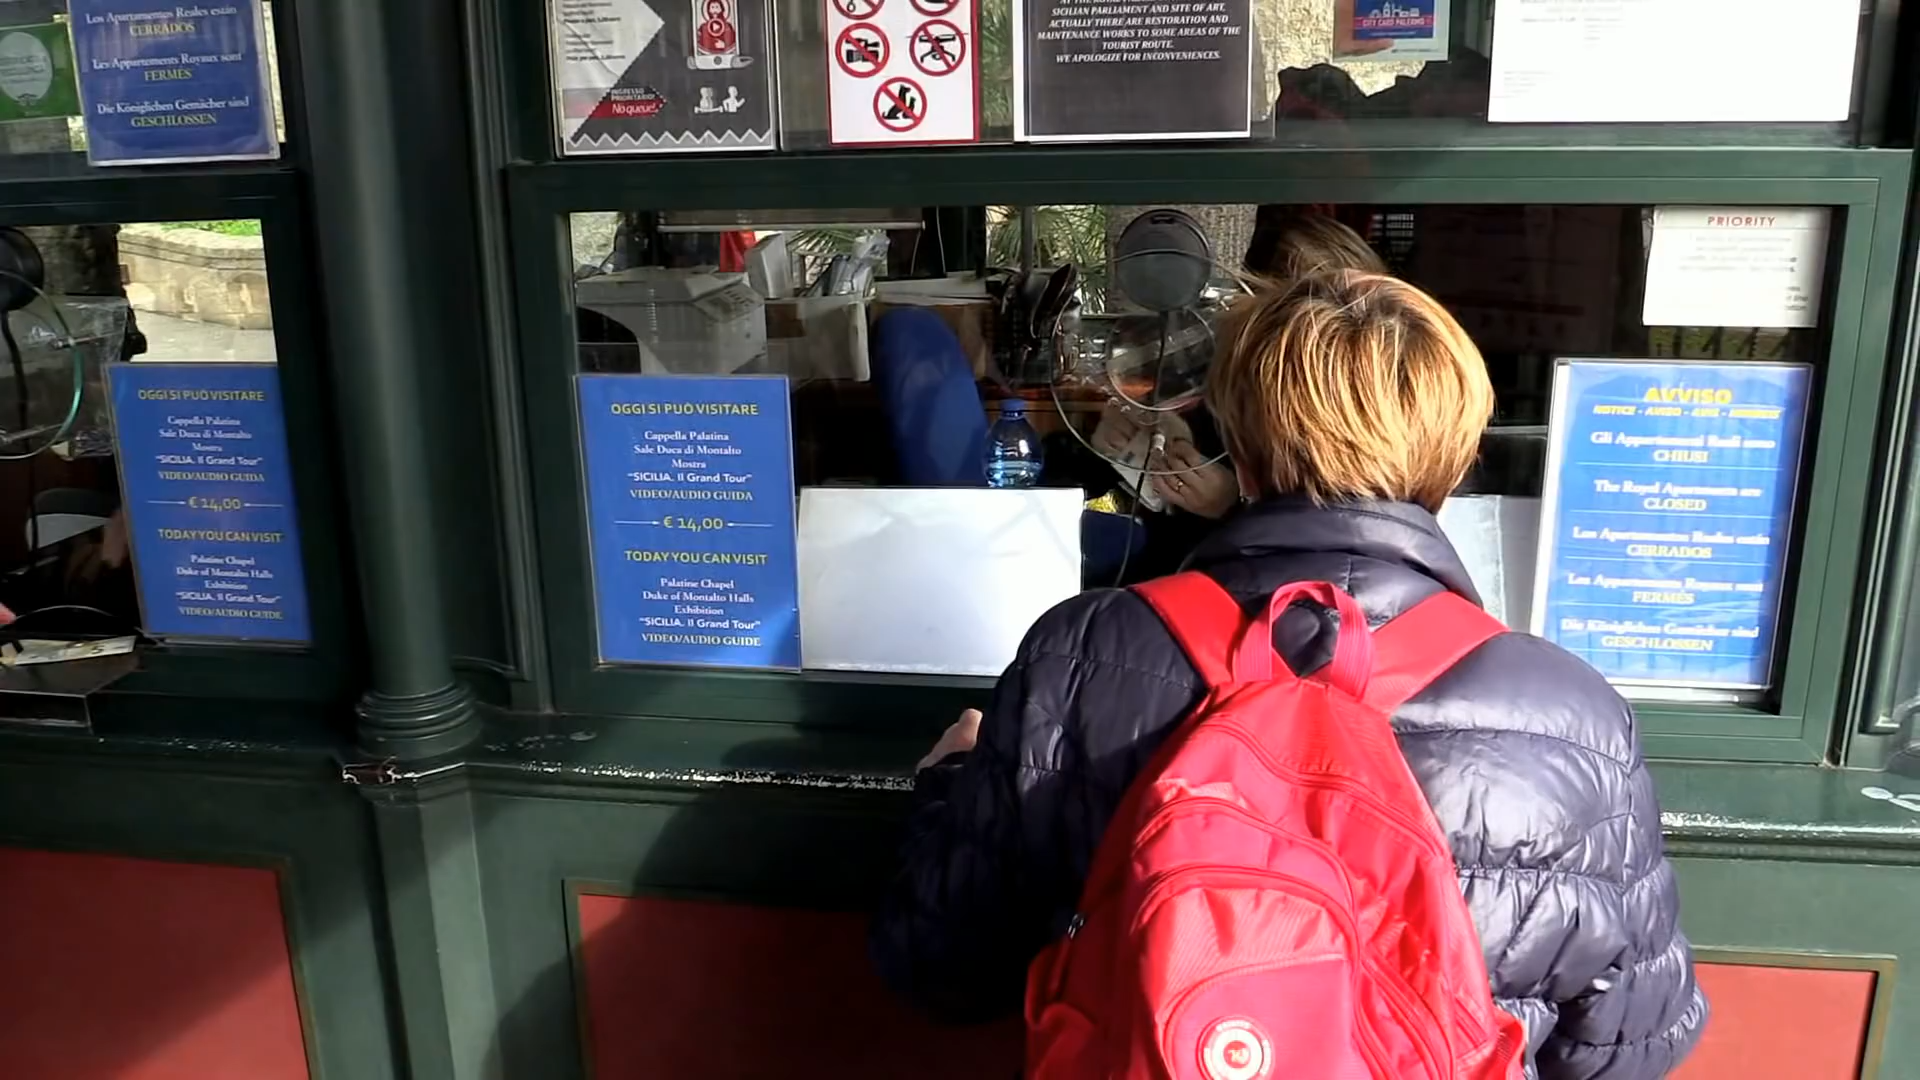 Los Apartamentos Reales están
CERRADOS
Les Appartements Royaux sont
FERMÉS
Die Königlichen Gemächer sind
GESCHLOSSEN
INGRESSO
PRIORITARIO!
No queue!
SICILIAN PARLIAMENT AND SITE OF ART,
ACTUALLY THERE ARE RESTORATION AND
MAINTENANCE WORKS TO SOME AREAS OF THE
TOURIST ROUTE.
WE APOLOGIZE FOR INCONVENIENCES.
CITY CARD PALERMO
PRIORITY
OGGI SI PUÒ VISITARE
Cappella Palatina
Sale Duca di Montalto
Mostra
"SICILIA. Il Grand Tour"
VIDEO/AUDIO GUIDA
€ 14,00
TODAY YOU CAN VISIT
Palatine Chapel
Duke of Montalto Halls
Exhibition
"SICILIA. Il Grand Tour"
VIDEO/AUDIO GUIDE
OGGI SI PUÒ VISITARE
Cappella Palatina
Sale Duca di Montalto
Mostra
"SICILIA. Il Grand Tour"
VIDEO/AUDIO GUIDA
€ 14,00
TODAY YOU CAN VISIT
Palatine Chapel
Duke of Montalto Halls
Exhibition
"SICILIA. Il Grand Tour"
VIDEO/AUDIO GUIDE
AVVISO
NOTICE - AVISO - AVIS -
Gli Appartamenti Reali sono
CHIUSI
The Royal Apartments are
CLOSED
Los Apartamentos Reales están
CERRADOS
Les Appartements Royaux sont
FERMÉS
Die Königlichen Gemächer sind
GESCHLOSSEN